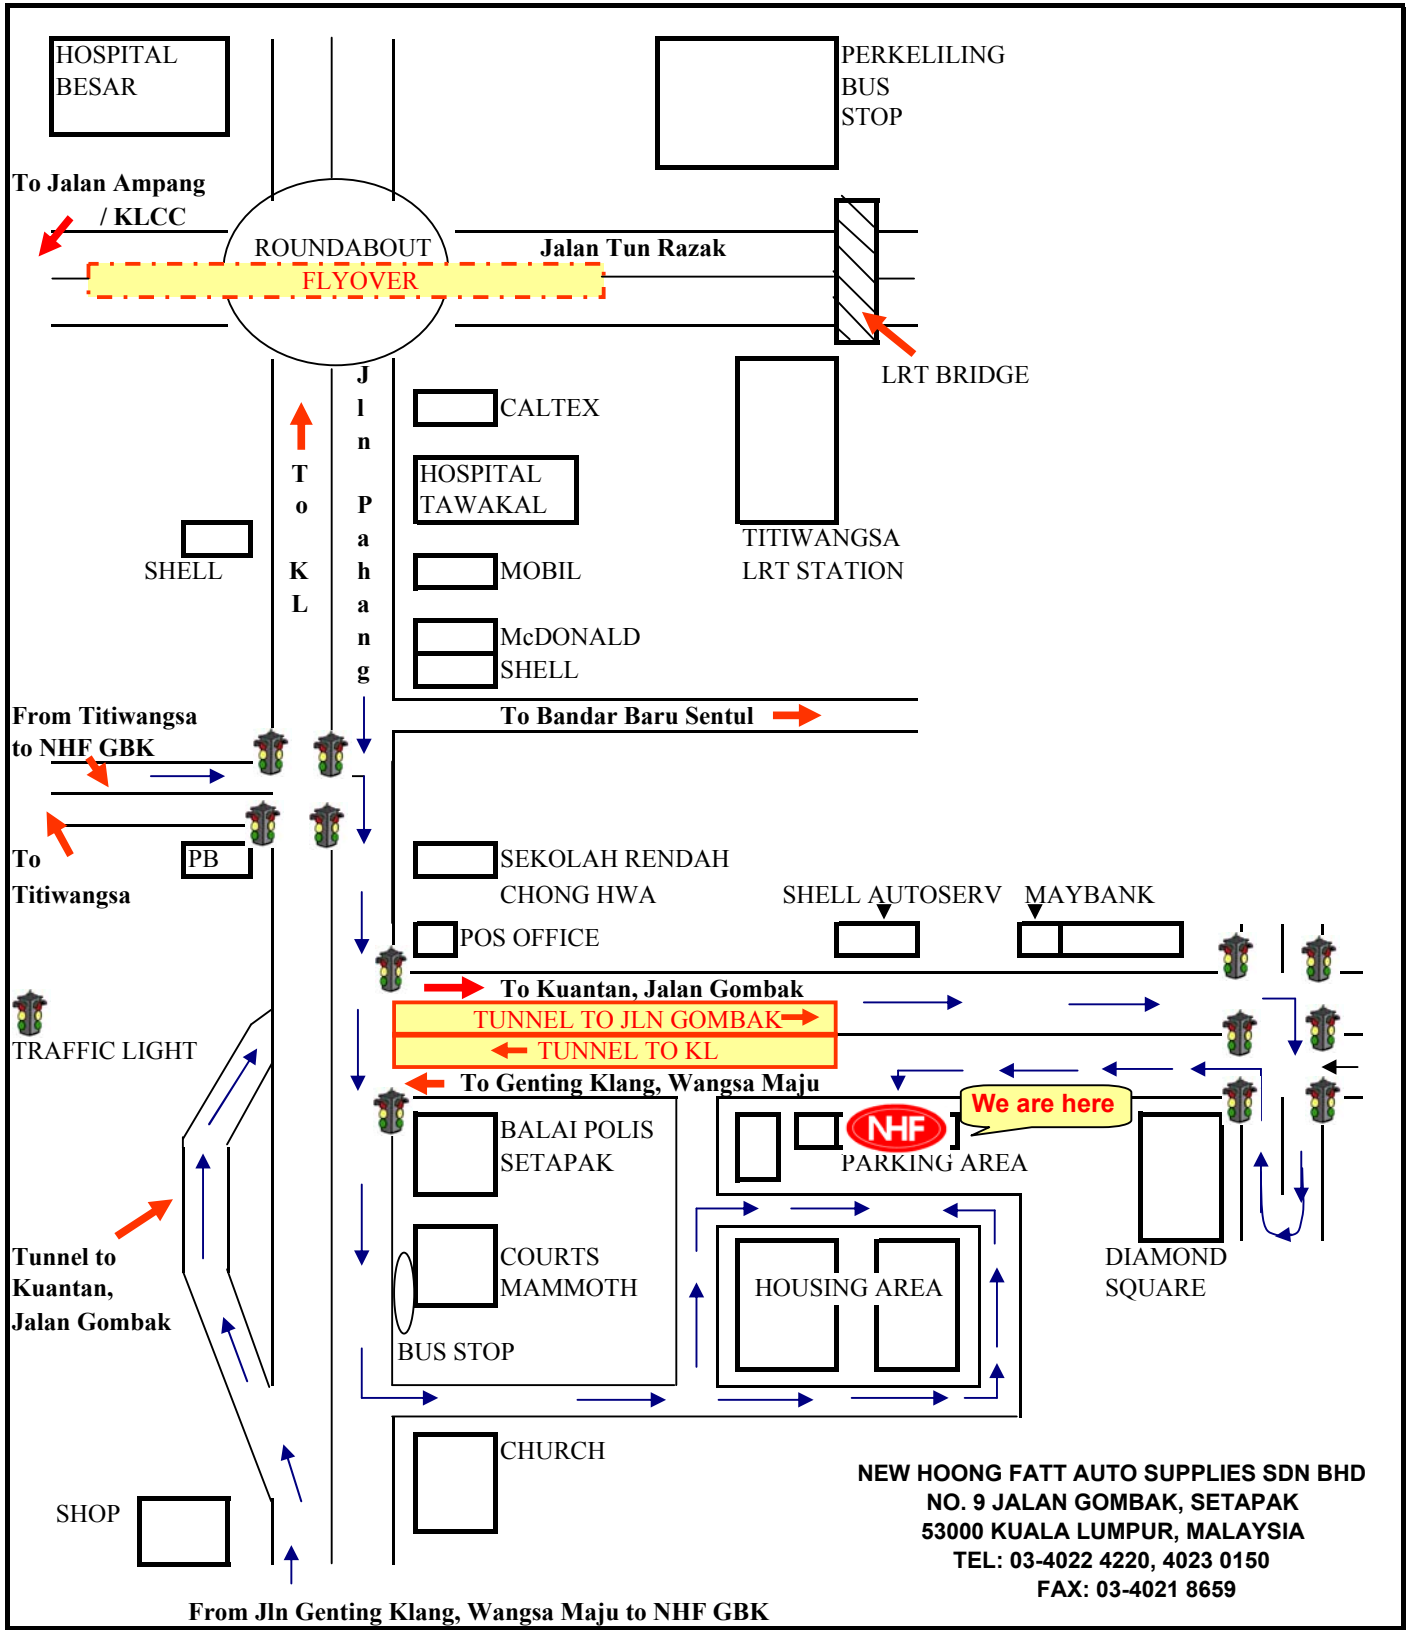 HOSPITAL
BESAR
PERKELILING
BUS
STOP
To Jalan Ampang
/ KLCC
ROUNDABOUT
Jalan Tun Razak
FLYOVER
LRT BRIDGE
Jln Pahang
CALTEX
To KL
HOSPITAL
TAWAKAL
TITIWANGSA
LRT STATION
SHELL
MOBIL
McDONALD
SHELL
From Titiwangsa
to NHF GBK
To Bandar Baru Sentul
To
Titiwangsa
PB
SEKOLAH RENDAH
CHONG HWA
SHELL AUTOSERV
MAYBANK
POS OFFICE
To Kuantan, Jalan Gombak
TUNNEL TO JLN GOMBAK
TUNNEL TO KL
TRAFFIC LIGHT
To Genting Klang, Wangsa Maju
We are here
NHF
BALAI POLIS
SETAPAK
PARKING AREA
Tunnel to
Kuantan,
Jalan Gombak
COURTS
MAMMOTH
HOUSING AREA
DIAMOND
SQUARE
BUS STOP
CHURCH
SHOP
NEW HOONG FATT AUTO SUPPLIES SDN BHD
NO. 9 JALAN GOMBAK, SETAPAK
53000 KUALA LUMPUR, MALAYSIA
TEL: 03-4022 4220, 4023 0150
FAX: 03-4021 8659
From Jln Genting Klang, Wangsa Maju to NHF GBK